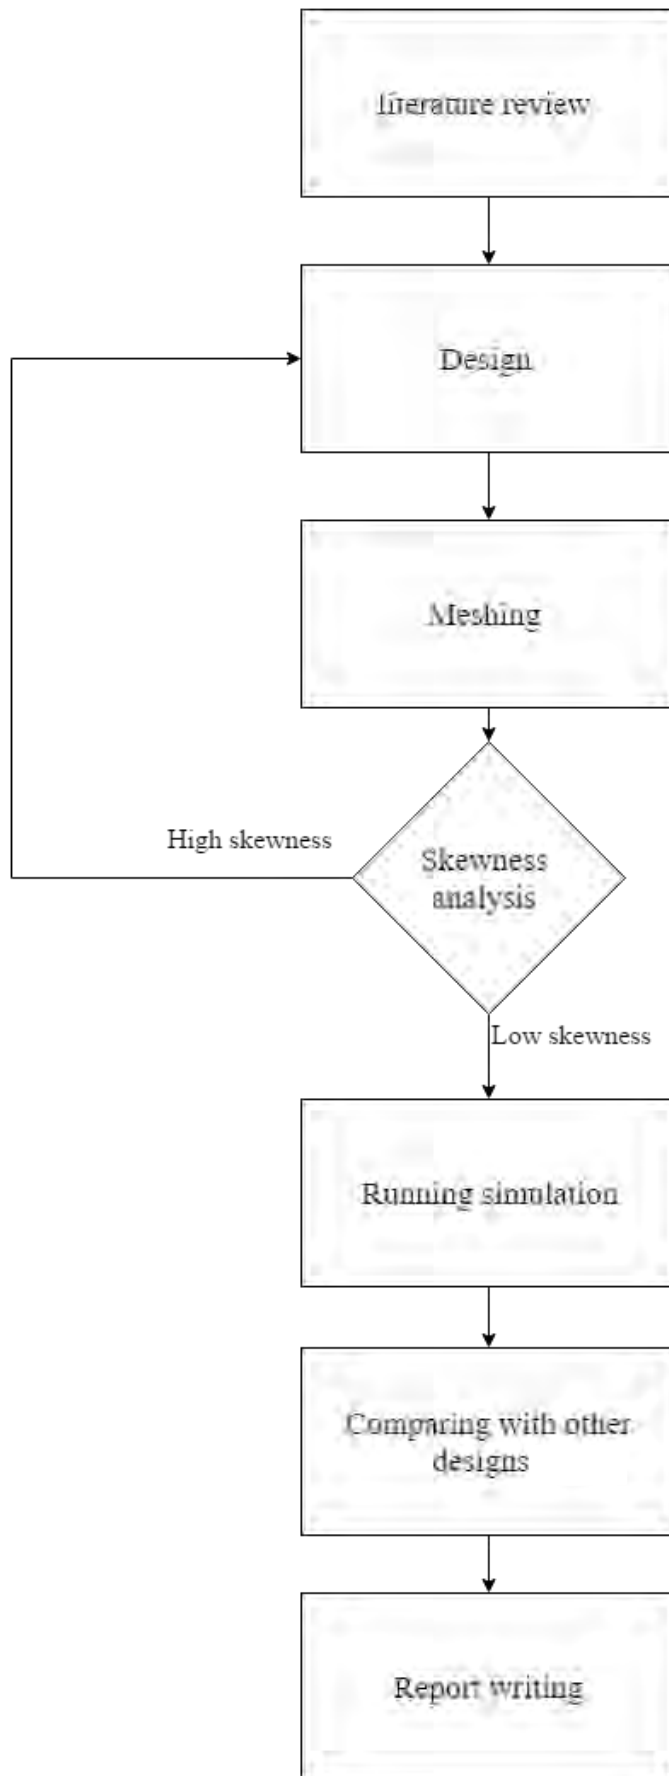 literature review
Design
Meshing
High skewness
Skewness
analysis
Low skewness
Running simulation
Comparing with other
designs
Report writing